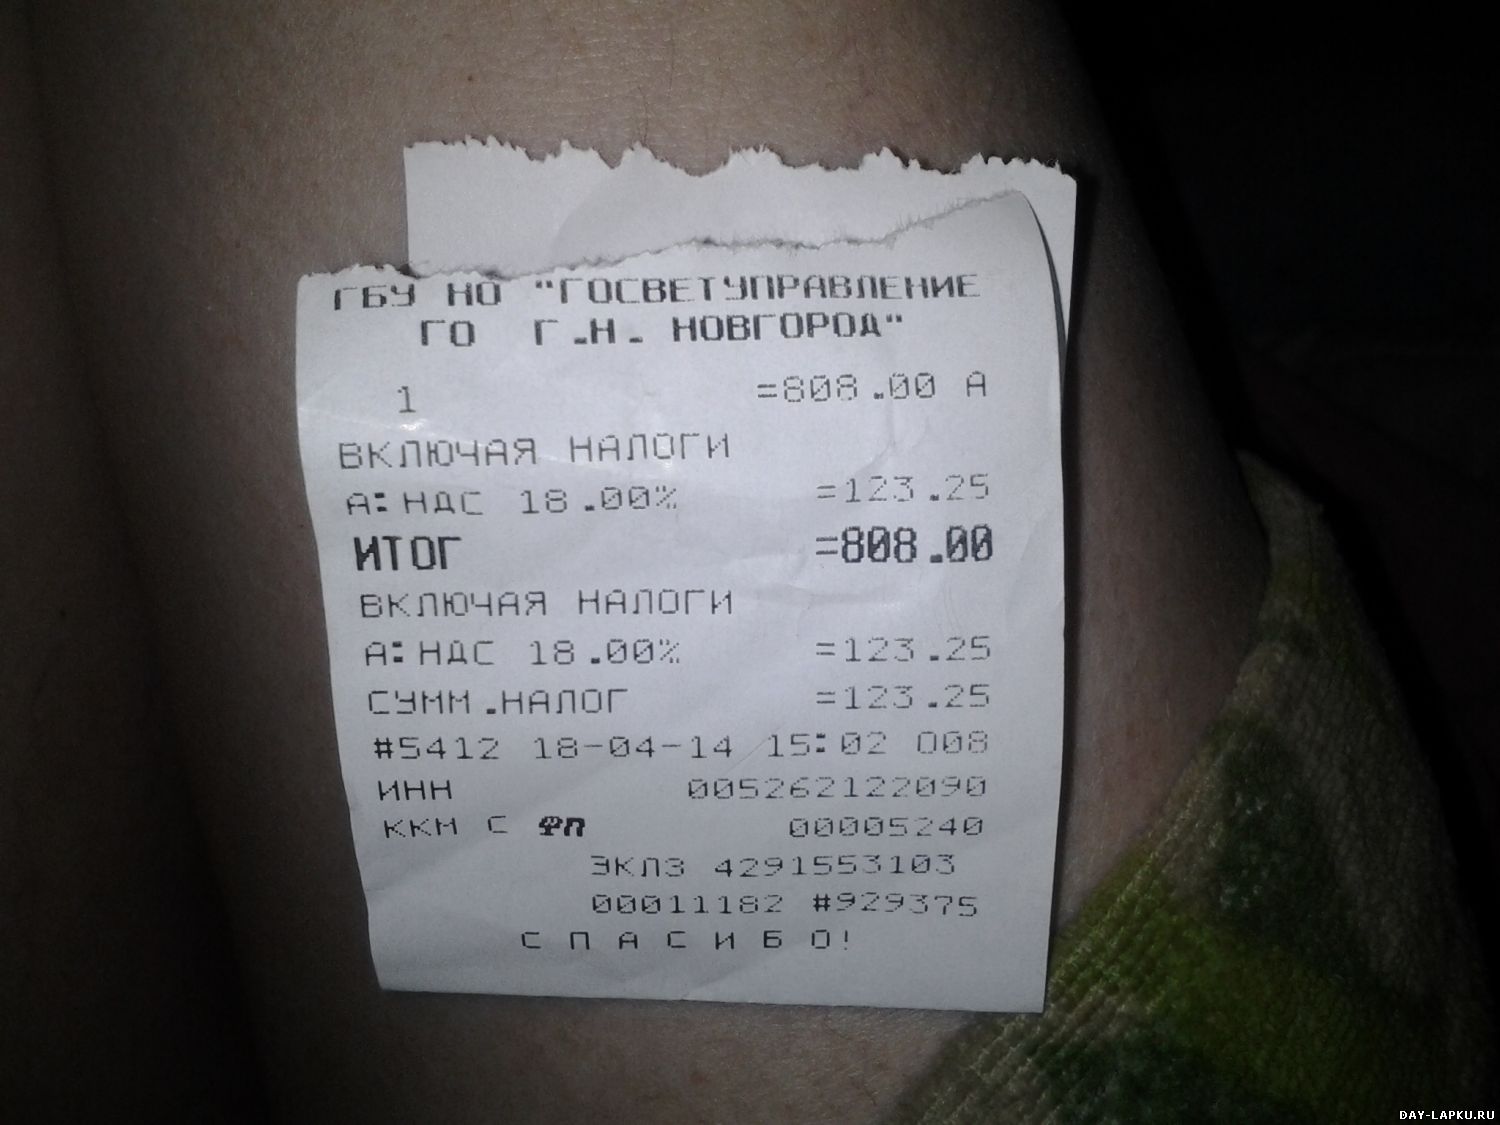 ГБУ НО "ГОСВЕТУПРАВЛЕНИЕ
ГО Г.Н. НОВГОРОД"
1 =808.00 А
ВКЛЮЧАЯ НАЛОГИ
А: НДС 18.00% =123.25
ИТОГ =808.00
ВКЛЮЧАЯ НАЛОГИ
А: НДС 18.00% =123.25
СУММ.НАЛОГ =123.25
#5412 18-04-14 15:02 008
ИНН 005262122090
ККМ С ФП 00005240
ЭКЛЗ 4291553103
00011182 #929375
СПАСИБО!
DAY-LAPKU.RU